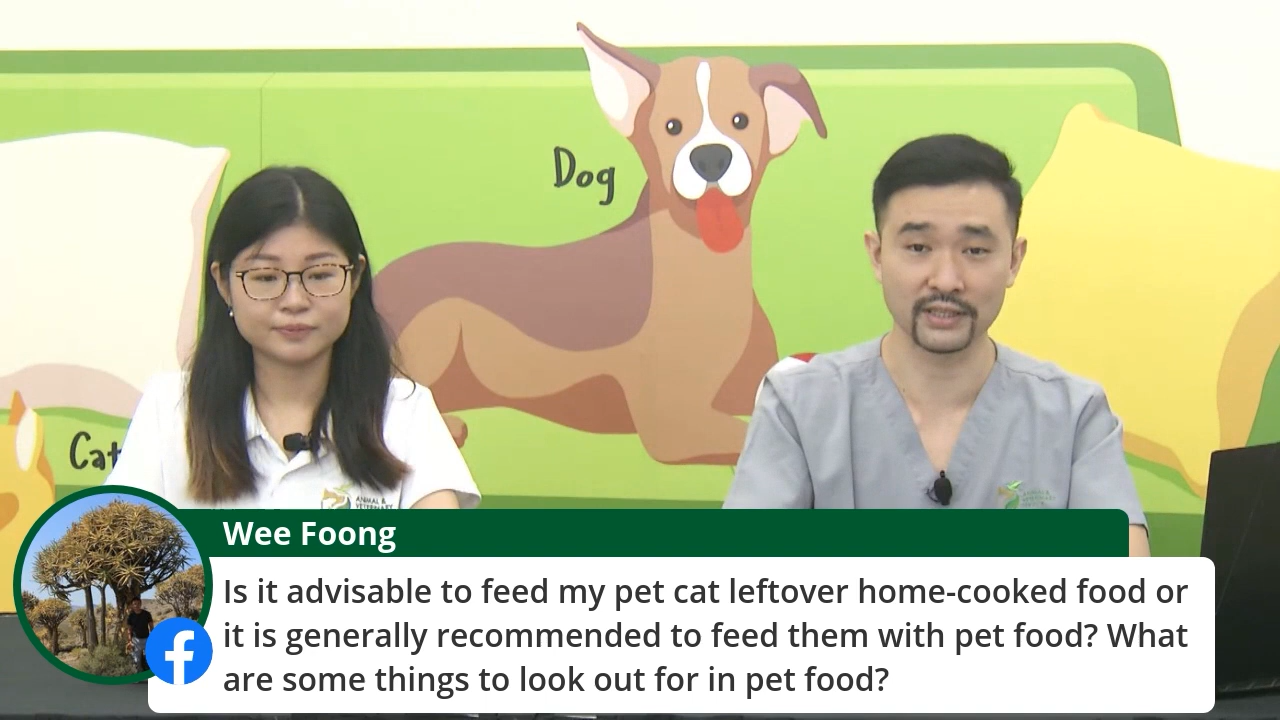 Dog
Cat
ANIMAL &
VETERINARY
Wee Foong
Is it advisable to feed my pet cat leftover home-cooked food or
it is generally recommended to feed them with pet food? What
are some things to look out for in pet food?